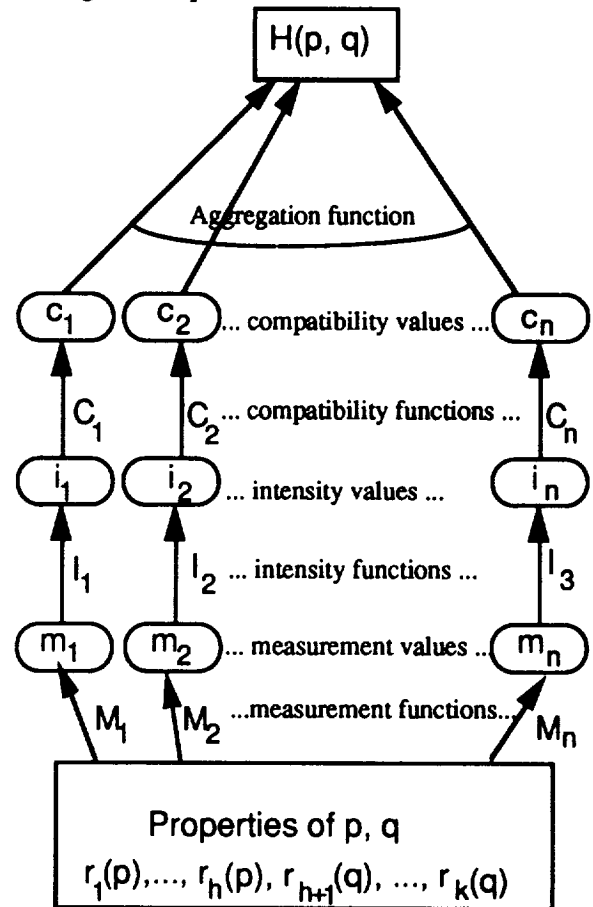 H(p, q)
Aggregation function
c₁ c₂ ... compatibility values ... cₙ
C₁ C₂ ... compatibility functions ... Cₙ
i₁ i₂ ... intensity values ... iₙ
I₁ I₂ ... intensity functions ... I₃
m₁ m₂ ... measurement values ... mₙ
M₁ M₂ ...measurement functions... Mₙ
Properties of p, q
r₁(p),..., rₕ(p), rₕ₊₁(q), ..., rₖ(q)